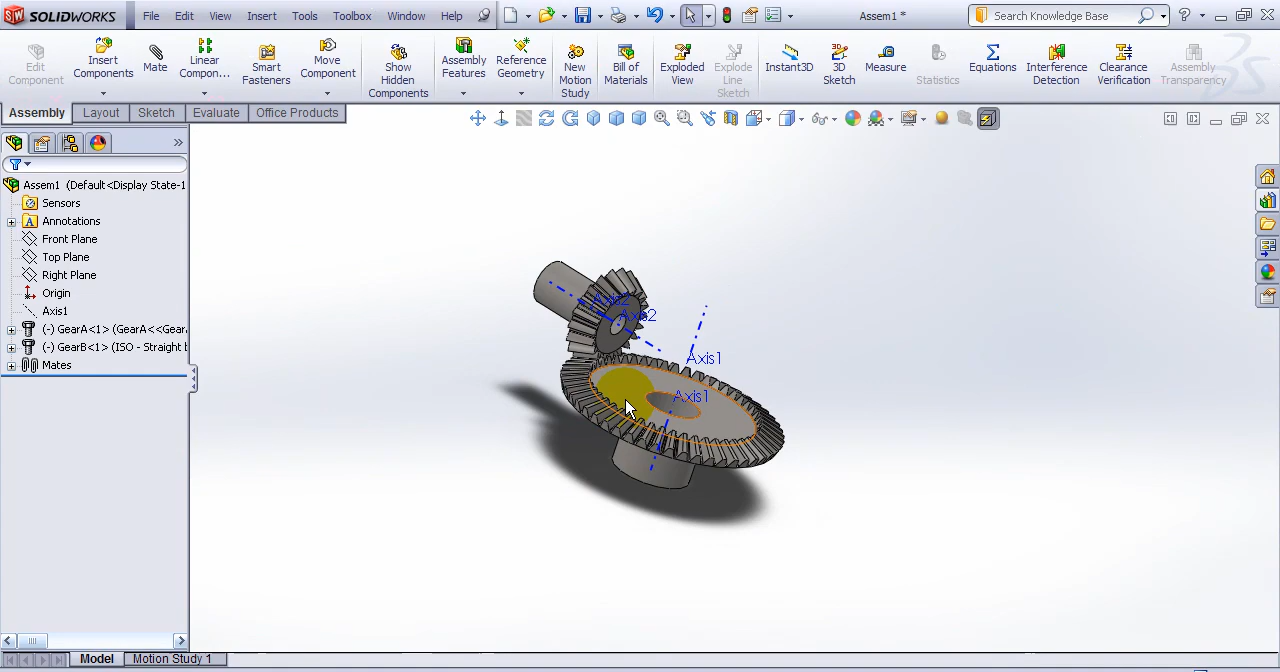 SOLIDWORKS File Edit View Insert Tools Toolbox Window Help Assem1 * Search Knowledge Base ?
Edit Component
Insert Components
Mate
Linear Compon...
Smart Fasteners
Move Component
Show Hidden Components
Assembly Features
Reference Geometry
New Motion Study
Bill of Materials
Exploded View
Explode Line Sketch
Instant3D
3D Sketch
Measure
Statistics
Equations
Interference Detection
Clearance Verification
Assembly Transparency
Assembly Layout Sketch Evaluate Office Products
Assem1 (Default<Display State-1
Sensors
Annotations
Front Plane
Top Plane
Right Plane
Origin
Axis1
(-) GearA<1> (GearA<<Gear.
(-) GearB<1> (ISO - Straight b
Mates
Axis2
Axis2
Axis1
Axis1
Model Motion Study 1